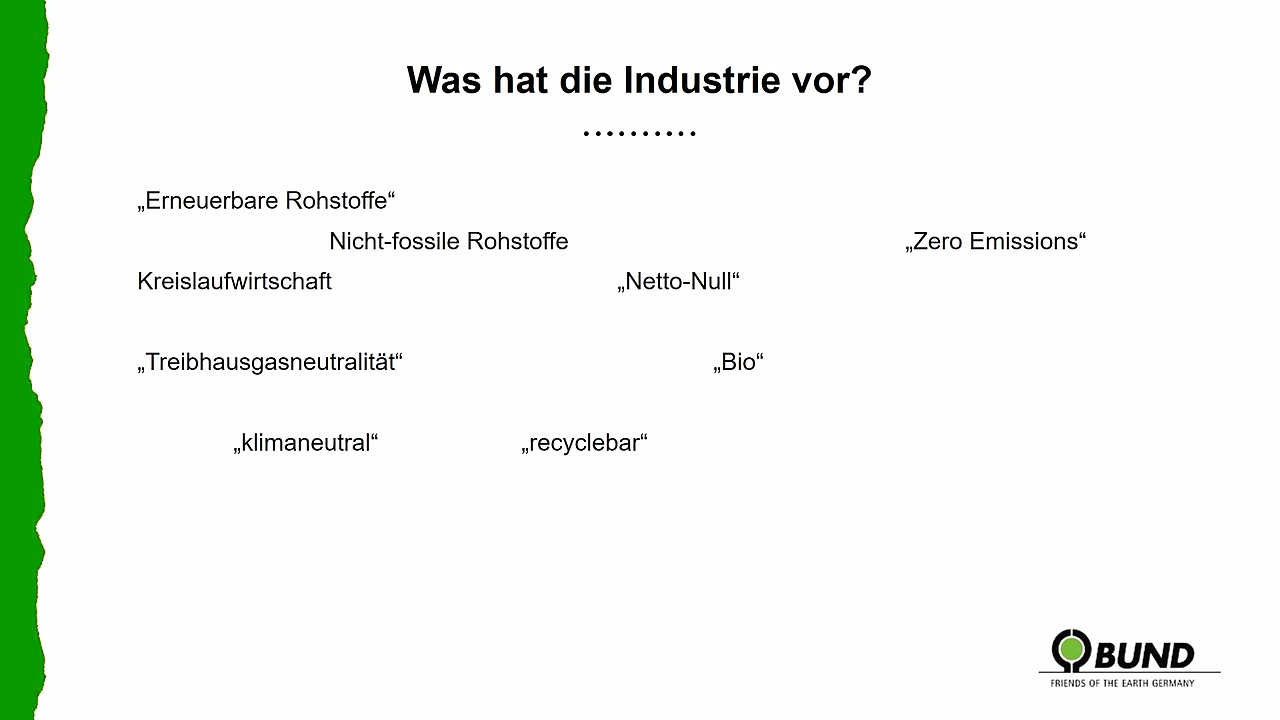 Was hat die Industrie vor?
..........
„Erneuerbare Rohstoffe“
Nicht-fossile Rohstoffe „Zero Emissions“
Kreislaufwirtschaft „Netto-Null“
„Treibhausgasneutralität“ „Bio“
„klimaneutral“ „recyclebar“
BUND
FRIENDS OF THE EARTH GERMANY